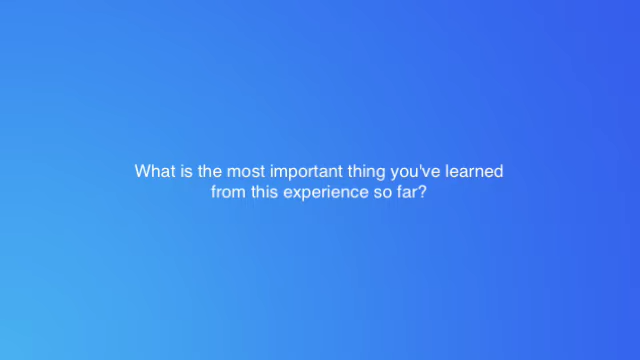 What is the most important thing you've learned
from this experience so far?